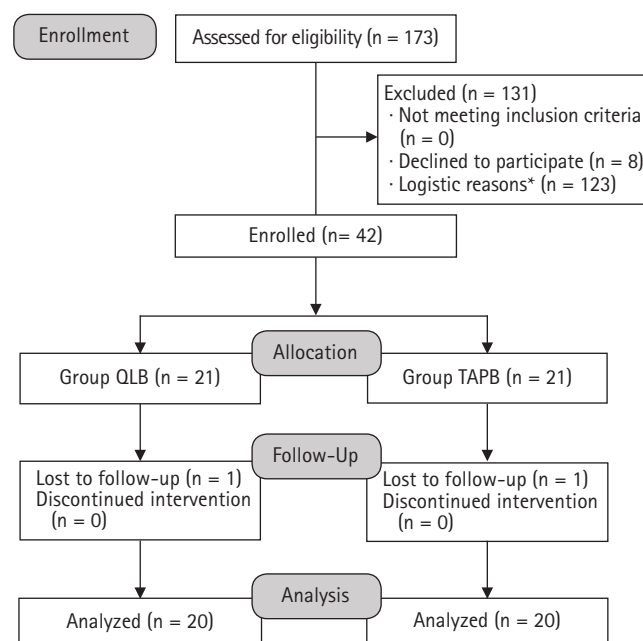 Enrollment
Assessed for eligibility (n = 173)
Excluded (n = 131)
· Not meeting inclusion criteria
(n = 0)
· Declined to participate (n = 8)
· Logistic reasons* (n = 123)
Enrolled (n= 42)
Allocation
Group QLB (n = 21)
Group TAPB (n = 21)
Follow-Up
Lost to follow-up (n = 1)
Discontinued intervention
(n = 0)
Lost to follow-up (n = 1)
Discontinued intervention
(n = 0)
Analysis
Analyzed (n = 20)
Analyzed (n = 20)